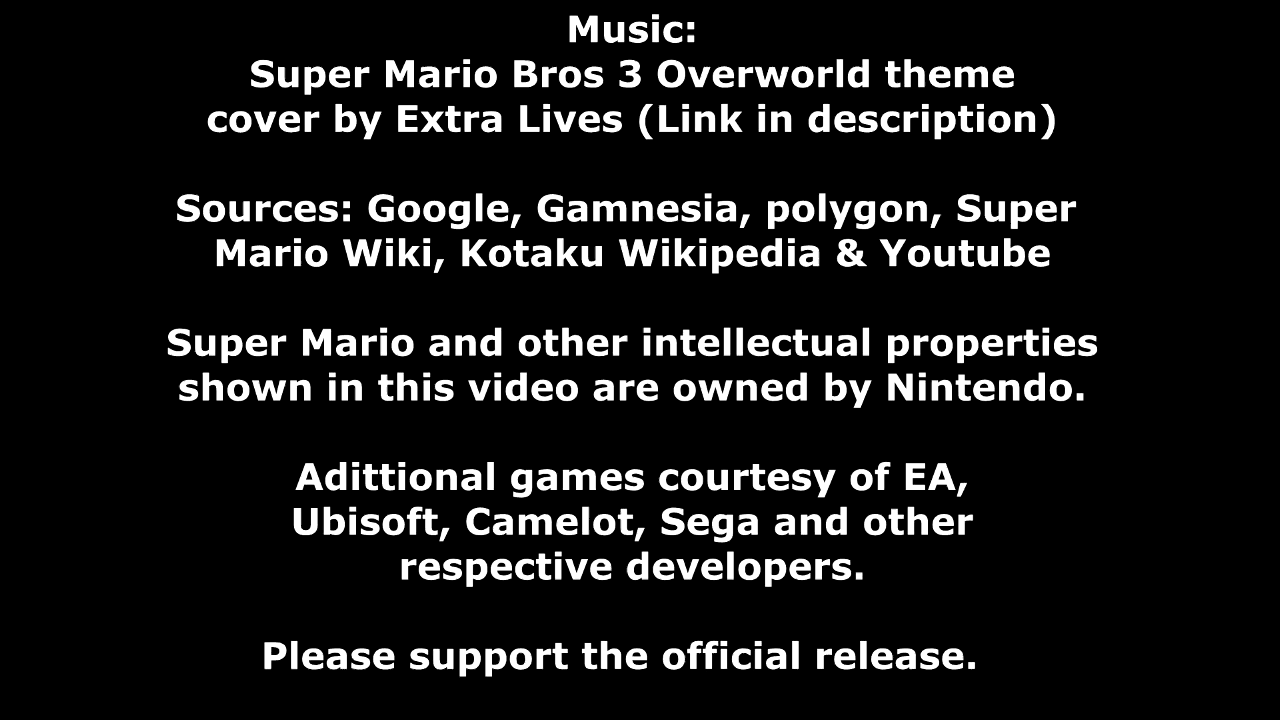 Music:
Super Mario Bros 3 Overworld theme
cover by Extra Lives (Link in description)
Sources: Google, Gamnesia, polygon, Super
Mario Wiki, Kotaku Wikipedia & Youtube
Super Mario and other intellectual properties
shown in this video are owned by Nintendo.
Adittional games courtesy of EA,
Ubisoft, Camelot, Sega and other
respective developers.
Please support the official release.